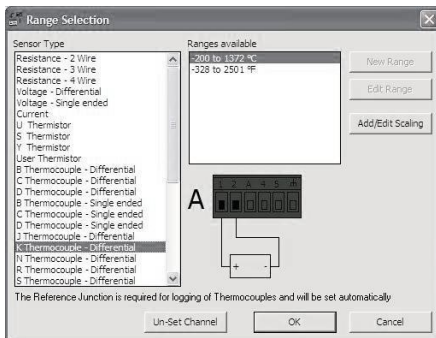 Range Selection
Sensor Type
Resistance - 2 Wire
Resistance - 3 Wire
Resistance - 4 Wire
Voltage - Differential
Voltage - Single ended
Current
U Thermistor
S Thermistor
Y Thermistor
User Thermistor
B Thermocouple - Differential
C Thermocouple - Differential
D Thermocouple - Differential
B Thermocouple - Single ended
C Thermocouple - Single ended
D Thermocouple - Single ended
J Thermocouple - Differential
K Thermocouple - Differential
N Thermocouple - Differential
R Thermocouple - Differential
S Thermocouple - Differential
Ranges available
-200 to 1372 ºC
-328 to 2501 ºF
New Range
Edit Range
Add/Edit Scaling
A
1 2 A 4 5
+ -
The Reference Junction is required for logging of Thermocouples and will be set automatically
Un-Set Channel
OK
Cancel